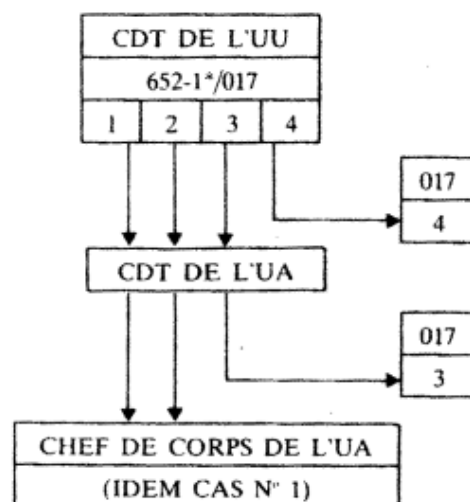 CDT DE L'UU
652-1*/017
1 2 3 4
017
4
CDT DE L'UA
017
3
CHEF DE CORPS DE L'UA
(IDEM CAS N° 1)